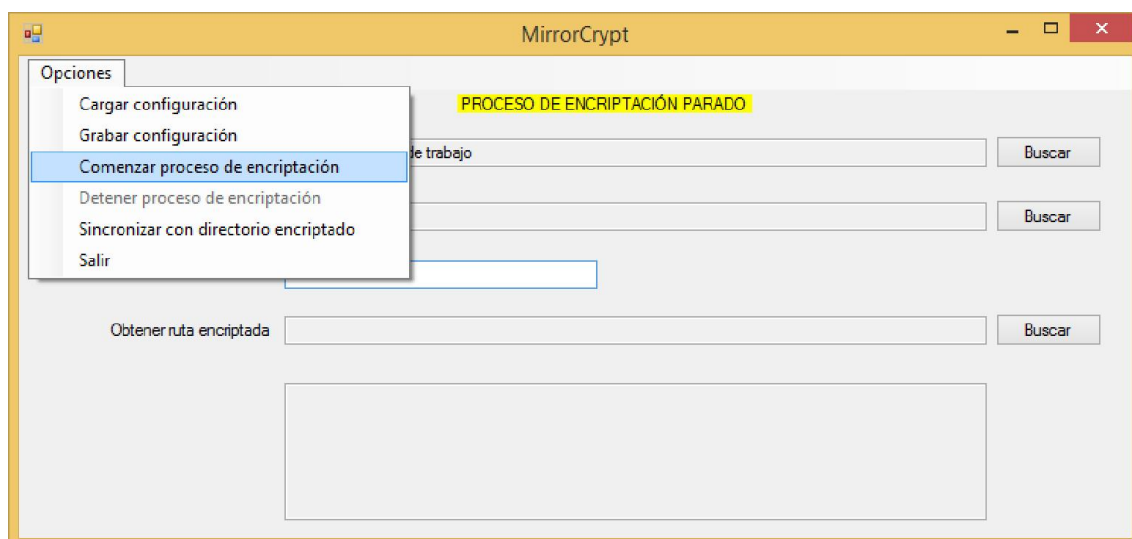 MirrorCrypt
Opciones
PROCESO DE ENCRIPTACIÓN PARADO
Cargar configuración
Grabar configuración
Comenzar proceso de encriptación
Detener proceso de encriptación
Sincronizar con directorio encriptado
Salir
de trabajo
Buscar
Buscar
Obtener ruta encriptada
Buscar